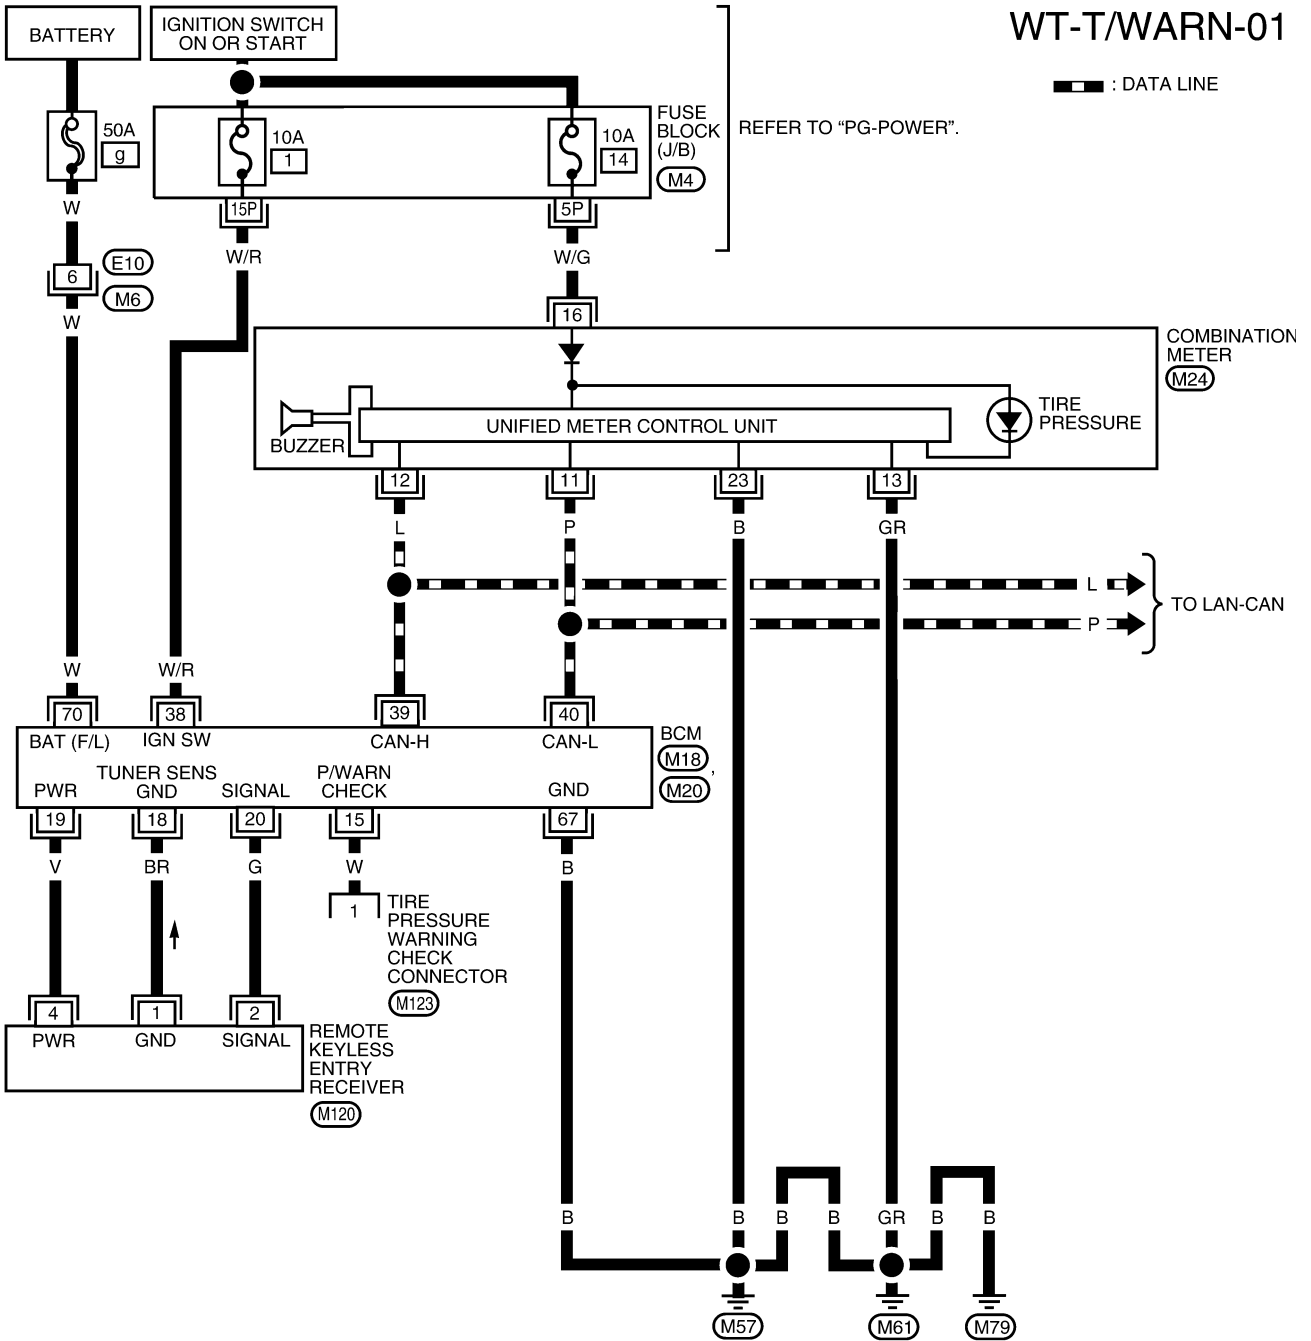 WT-T/WARN-01
BATTERY
IGNITION SWITCH
ON OR START
: DATA LINE
50A
g
10A
1
10A
14
FUSE
BLOCK
(J/B)
M4
REFER TO “PG-POWER”.
W
15P
5P
W/R
W/G
6
E10
M6
W
16
COMBINATION
METER
M24
BUZZER
UNIFIED METER CONTROL UNIT
TIRE
PRESSURE
12
11
23
13
L
P
B
GR
L
P
TO LAN-CAN
W
W/R
70
38
39
40
BAT (F/L)
IGN SW
CAN-H
CAN-L
BCM
M18
,
M20
PWR
TUNER SENS
GND
SIGNAL
P/WARN
CHECK
GND
19
18
20
15
67
V
BR
G
W
B
1
TIRE
PRESSURE
WARNING
CHECK
CONNECTOR
M123
4
1
2
PWR
GND
SIGNAL
REMOTE
KEYLESS
ENTRY
RECEIVER
M120
B
B
B
B
GR
B
B
M57
M61
M79